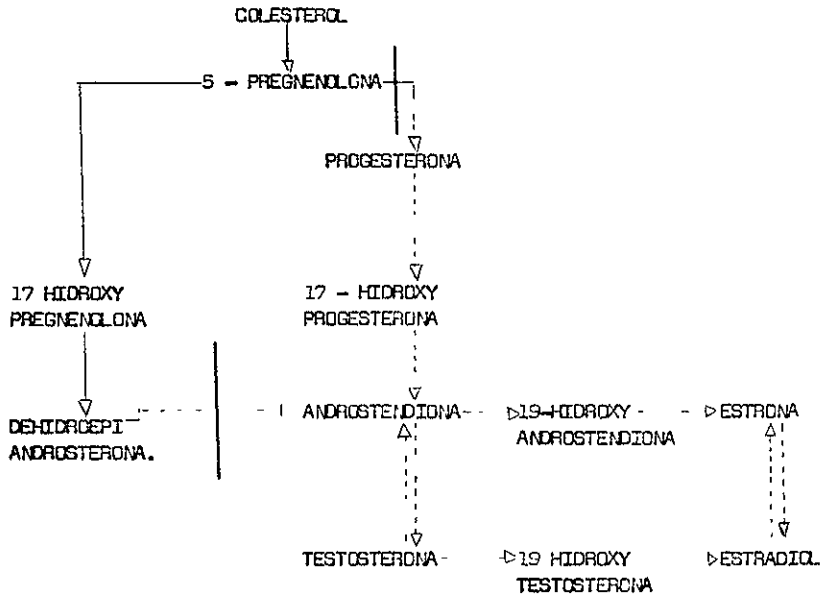 COLESTEROL
5 - PREGNENOLONA
PROGESTERONA
17 HIDROXY
PREGNENOLONA
17 - HIDROXY
PROGESTERONA
DEHIDROEPI
ANDROSTERONA.
ANDROSTENDIONA
19-HIDROXY
ANDROSTENDIONA
ESTRONA
TESTOSTERONA
19 HIDROXY
TESTOSTERONA
ESTRADIOL